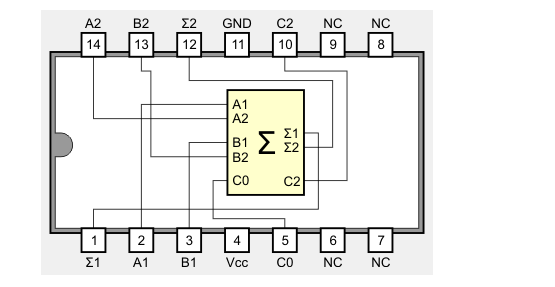 A2 B2 Σ2 GND C2 NC NC
14 13 12 11 10 9 8
A1
A2
Σ1
B1 Σ Σ2
B2
C0 C2
1 2 3 4 5 6 7
Σ1 A1 B1 Vcc C0 NC NC